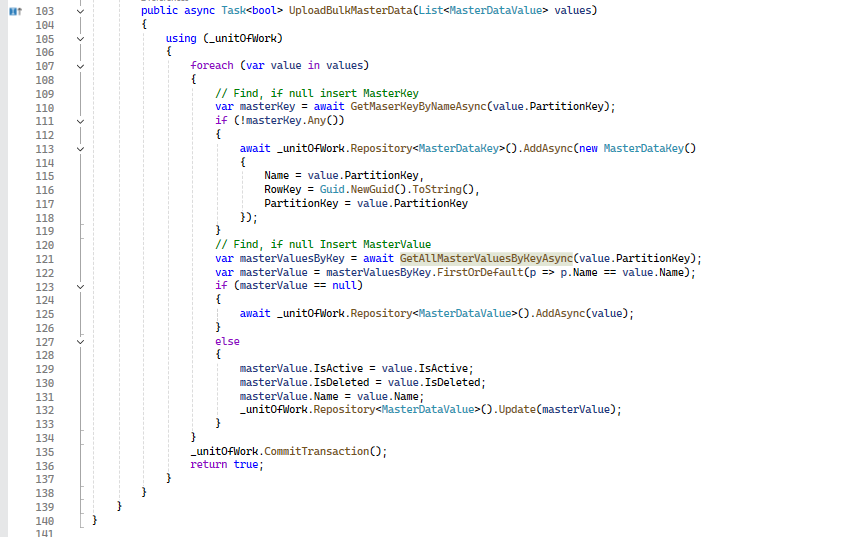 103 public async Task<bool> UploadBulkMasterData(List<MasterDataValue> values)
104 {
105 using (_unitOfWork)
106 {
107 foreach (var value in values)
108 {
109 // Find, if null insert MasterKey
110 var masterKey = await GetMaserKeyByNameAsync(value.PartitionKey);
111 if (!masterKey.Any())
112 {
113 await _unitOfWork.Repository<MasterDataKey>().AddAsync(new MasterDataKey()
114 {
115 Name = value.PartitionKey,
116 RowKey = Guid.NewGuid().ToString(),
117 PartitionKey = value.PartitionKey
118 });
119 }
120 // Find, if null Insert MasterValue
121 var masterValuesByKey = await GetAllMasterValuesByKeyAsync(value.PartitionKey);
122 var masterValue = masterValuesByKey.FirstOrDefault(p => p.Name == value.Name);
123 if (masterValue == null)
124 {
125 await _unitOfWork.Repository<MasterDataValue>().AddAsync(value);
126 }
127 else
128 {
129 masterValue.IsActive = value.IsActive;
130 masterValue.IsDeleted = value.IsDeleted;
131 masterValue.Name = value.Name;
132 _unitOfWork.Repository<MasterDataValue>().Update(masterValue);
133 }
134 }
135 _unitOfWork.CommitTransaction();
136 return true;
137 }
138 }
139 }
140 }
141